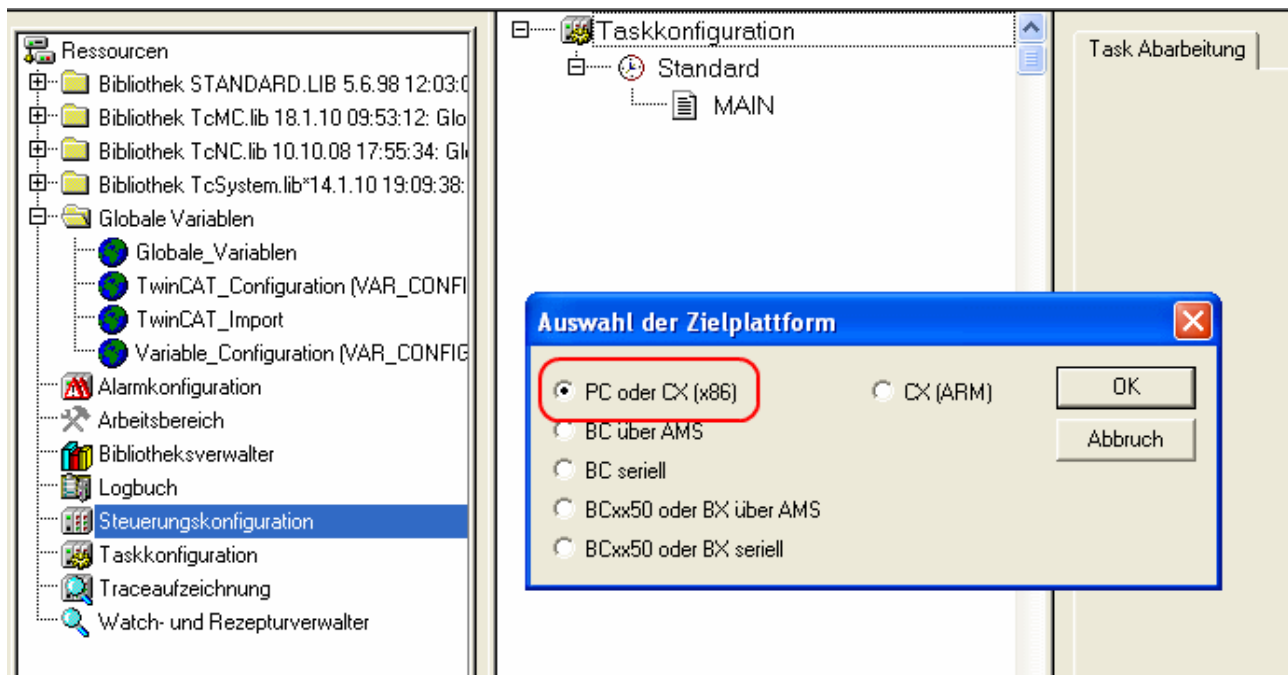 Ressourcen
Bibliothek STANDARD.LIB 5.6.98 12:03:0
Bibliothek TcMC.lib 18.1.10 09:53:12: Glo
Bibliothek TcNC.lib 10.10.08 17:55:34: Gl
Bibliothek TcSystem.lib*14.1.10 19:09:38:
Globale Variablen
Globale_Variablen
TwinCAT_Configuration (VAR_CONFI
TwinCAT_Import
Variable_Configuration (VAR_CONFIG
Alarmkonfiguration
Arbeitsbereich
Bibliotheksverwalter
Logbuch
Steuerungskonfiguration
Taskkonfiguration
Traceaufzeichnung
Watch- und Rezepturverwalter
Taskkonfiguration
Standard
MAIN
Task Abarbeitung
Auswahl der Zielplattform
PC oder CX (x86)
CX (ARM)
OK
BC über AMS
Abbruch
BC seriell
BCxx50 oder BX über AMS
BCxx50 oder BX seriell